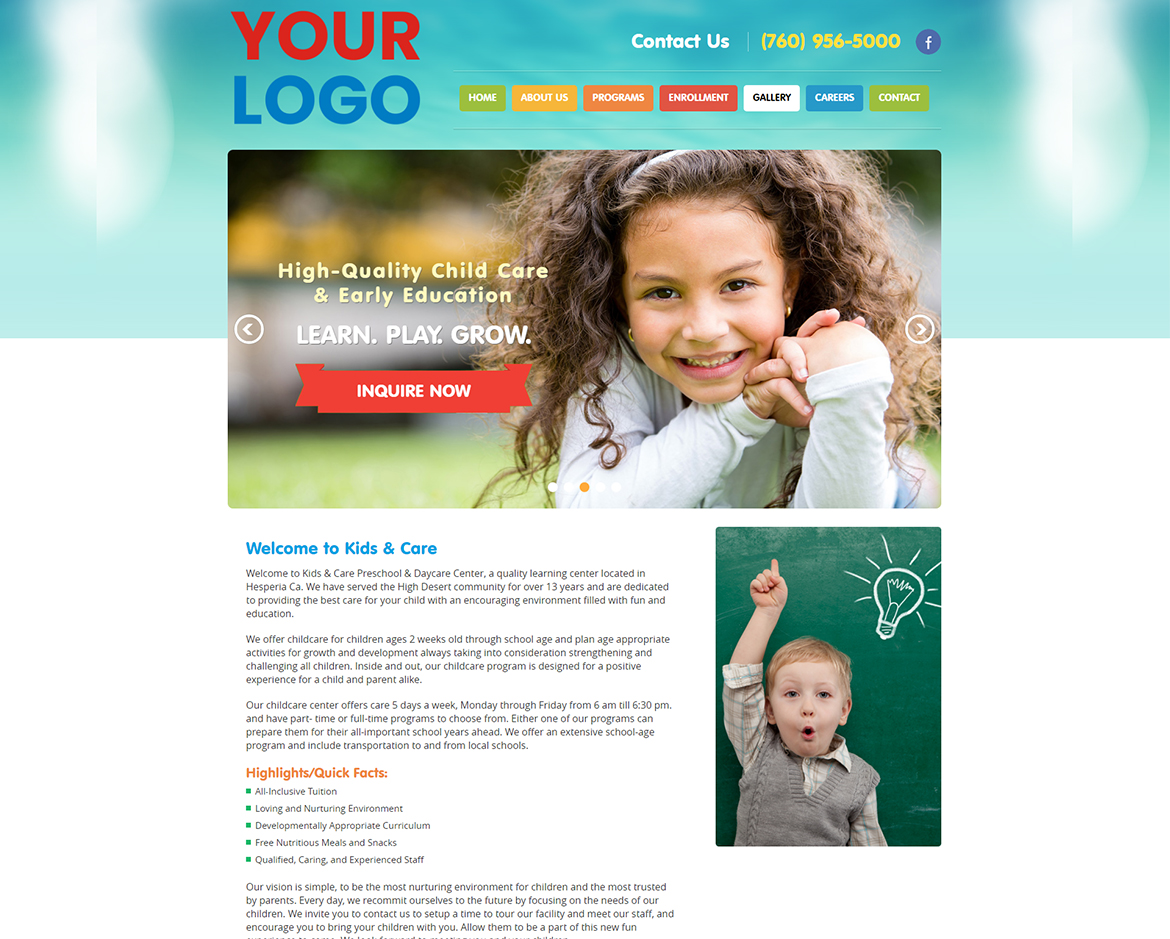 YOUR
LOGO
Contact Us
(760) 956-5000
f
HOME
ABOUT US
PROGRAMS
ENROLLMENT
GALLERY
CAREERS
CONTACT
High-Quality Child Care
& Early Education
LEARN. PLAY. GROW.
INQUIRE NOW
Welcome to Kids & Care
Welcome to Kids & Care Preschool & Daycare Center, a quality learning center located in
Hesperia Ca. We have served the High Desert community for over 13 years and are dedicated
to providing the best care for your child with an encouraging environment filled with fun and
education.
We offer childcare for children ages 2 weeks old through school age and plan age appropriate
activities for growth and development always taking into consideration strengthening and
challenging all children. Inside and out, our childcare program is designed for a positive
experience for a child and parent alike.
Our childcare center offers care 5 days a week, Monday through Friday from 6 am till 6:30 pm.
and have part- time or full-time programs to choose from. Either one of our programs can
prepare them for their all-important school years ahead. We offer an extensive school-age
program and include transportation to and from local schools.
Highlights/Quick Facts:
All-Inclusive Tuition
Loving and Nurturing Environment
Developmentally Appropriate Curriculum
Free Nutritious Meals and Snacks
Qualified, Caring, and Experienced Staff
Our vision is simple, to be the most nurturing environment for children and the most trusted
by parents. Every day, we recommit ourselves to the future by focusing on the needs of our
children. We invite you to contact us to setup a time to tour our facility and meet our staff, and
encourage you to bring your children with you. Allow them to be a part of this new fun